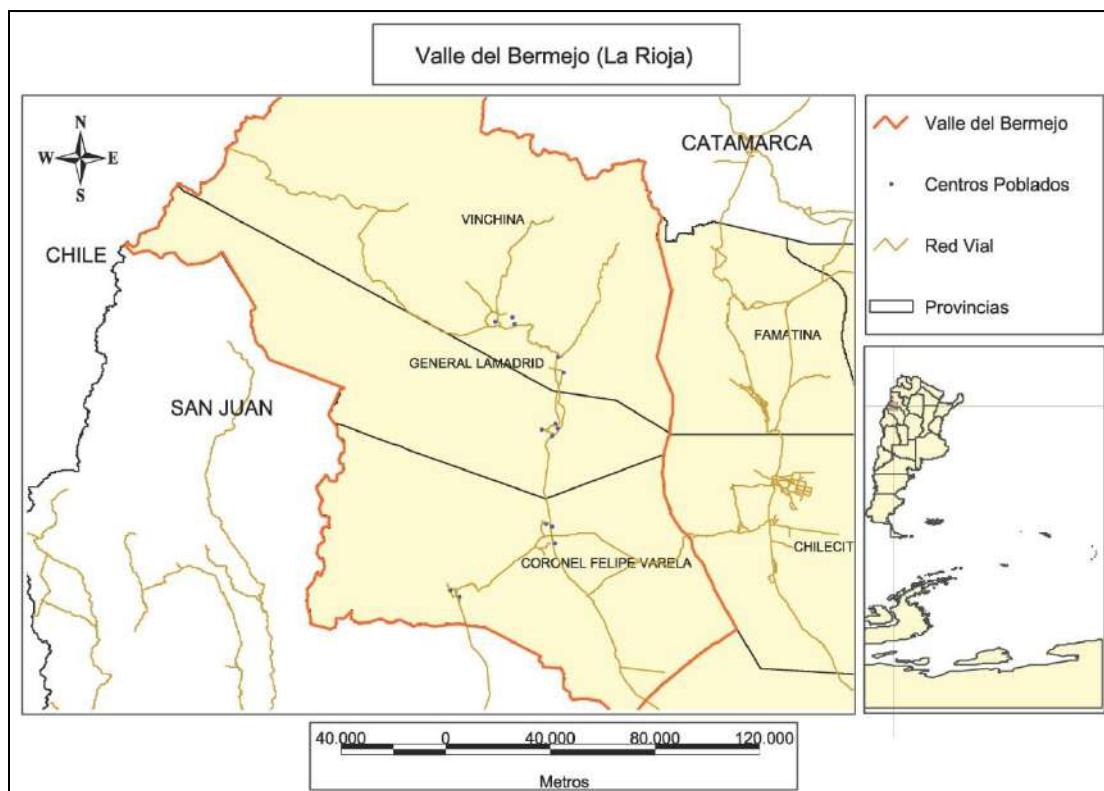 Valle del Bermejo (La Rioja)
N
W
E
S
CATAMARCA
VINCHINA
CHILE
GENERAL LAMADRID
FAMATINA
SAN JUAN
CHILECIT
CORONEL FELIPE VARELA
Valle del Bermejo
Centros Poblados
Red Vial
Provincias
40.000 0 40.000 80.000 120.000
Metros